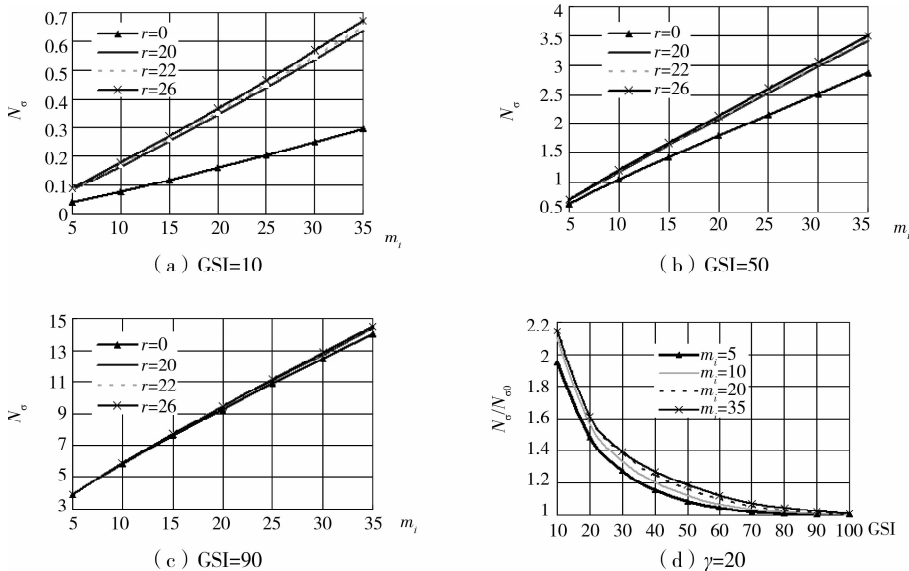 0.7
0.6
0.5
0.4
0.3
0.2
0.1
0
Nσ
r=0
r=20
r=22
r=26
5 10 15 20 25 30 35
mi
（a）GSI=10
4
3.5
3
2.5
2
1.5
1
0.5
Nσ
r=0
r=20
r=22
r=26
5 10 15 20 25 30 35
mi
（b）GSI=50
15
13
11
9
7
5
3
Nσ
r=0
r=20
r=22
r=26
5 10 15 20 25 30 35
mi
（c）GSI=90
2.2
2
1.8
1.6
1.4
1.2
1
Nσ/Nσ0
mi=5
mi=10
mi=20
mi=35
10 20 30 40 50 60 70 80 90 100 GSI
（d）γ=20